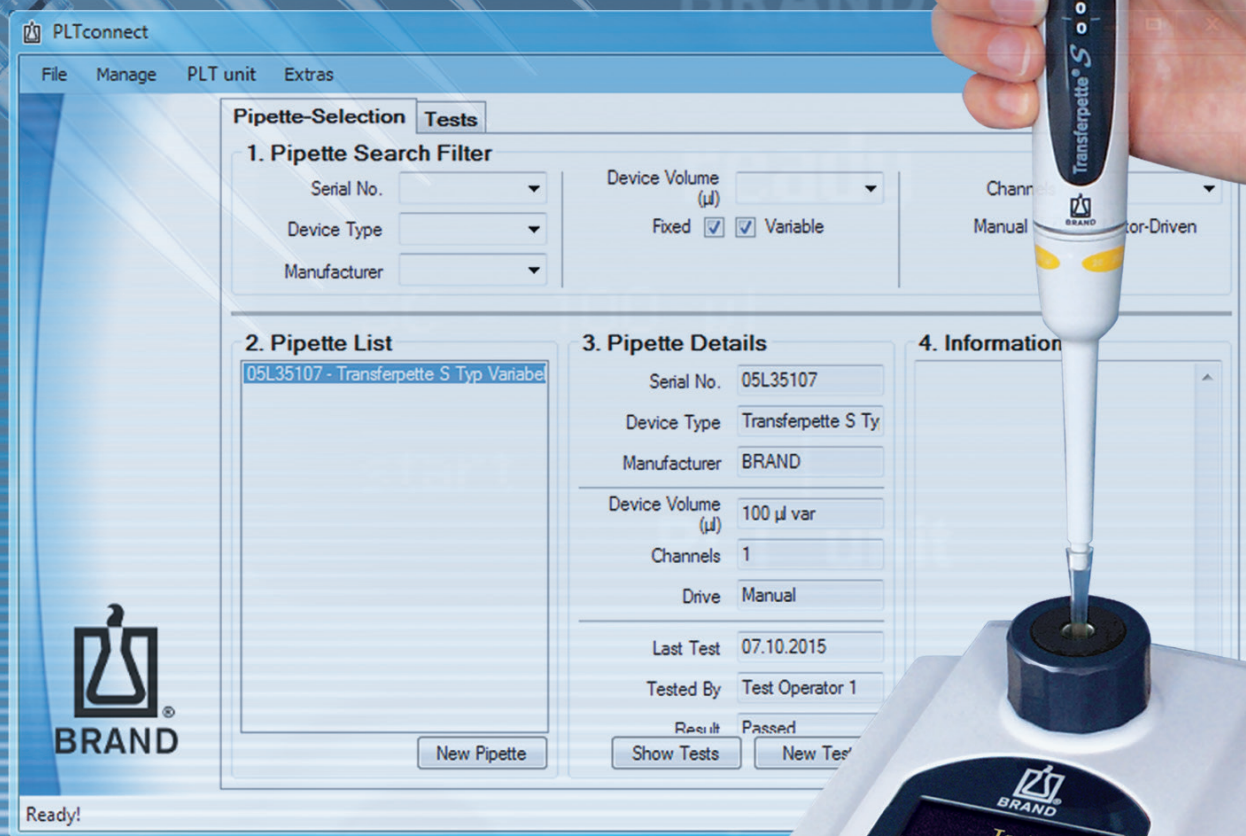 PLTconnect
File Manage PLT unit Extras
Pipette-Selection Tests
1. Pipette Search Filter
Serial No.
Device Type
Manufacturer
Device Volume
(µl)
Fixed Variable
Manual
2. Pipette List
05L35107 - Transferpette S Typ Variabel
3. Pipette Details
Serial No. 05L35107
Device Type Transferpette S Ty
Manufacturer BRAND
Device Volume
(µl) 100 µl var
Channels 1
Drive Manual
Last Test 07.10.2015
Tested By Test Operator 1
Result Passed
4. Information
New Pipette
Show Tests
New Tes
Ready!
BRAND ®
0
0
Transferpette® S
BRAND
BRAND ®